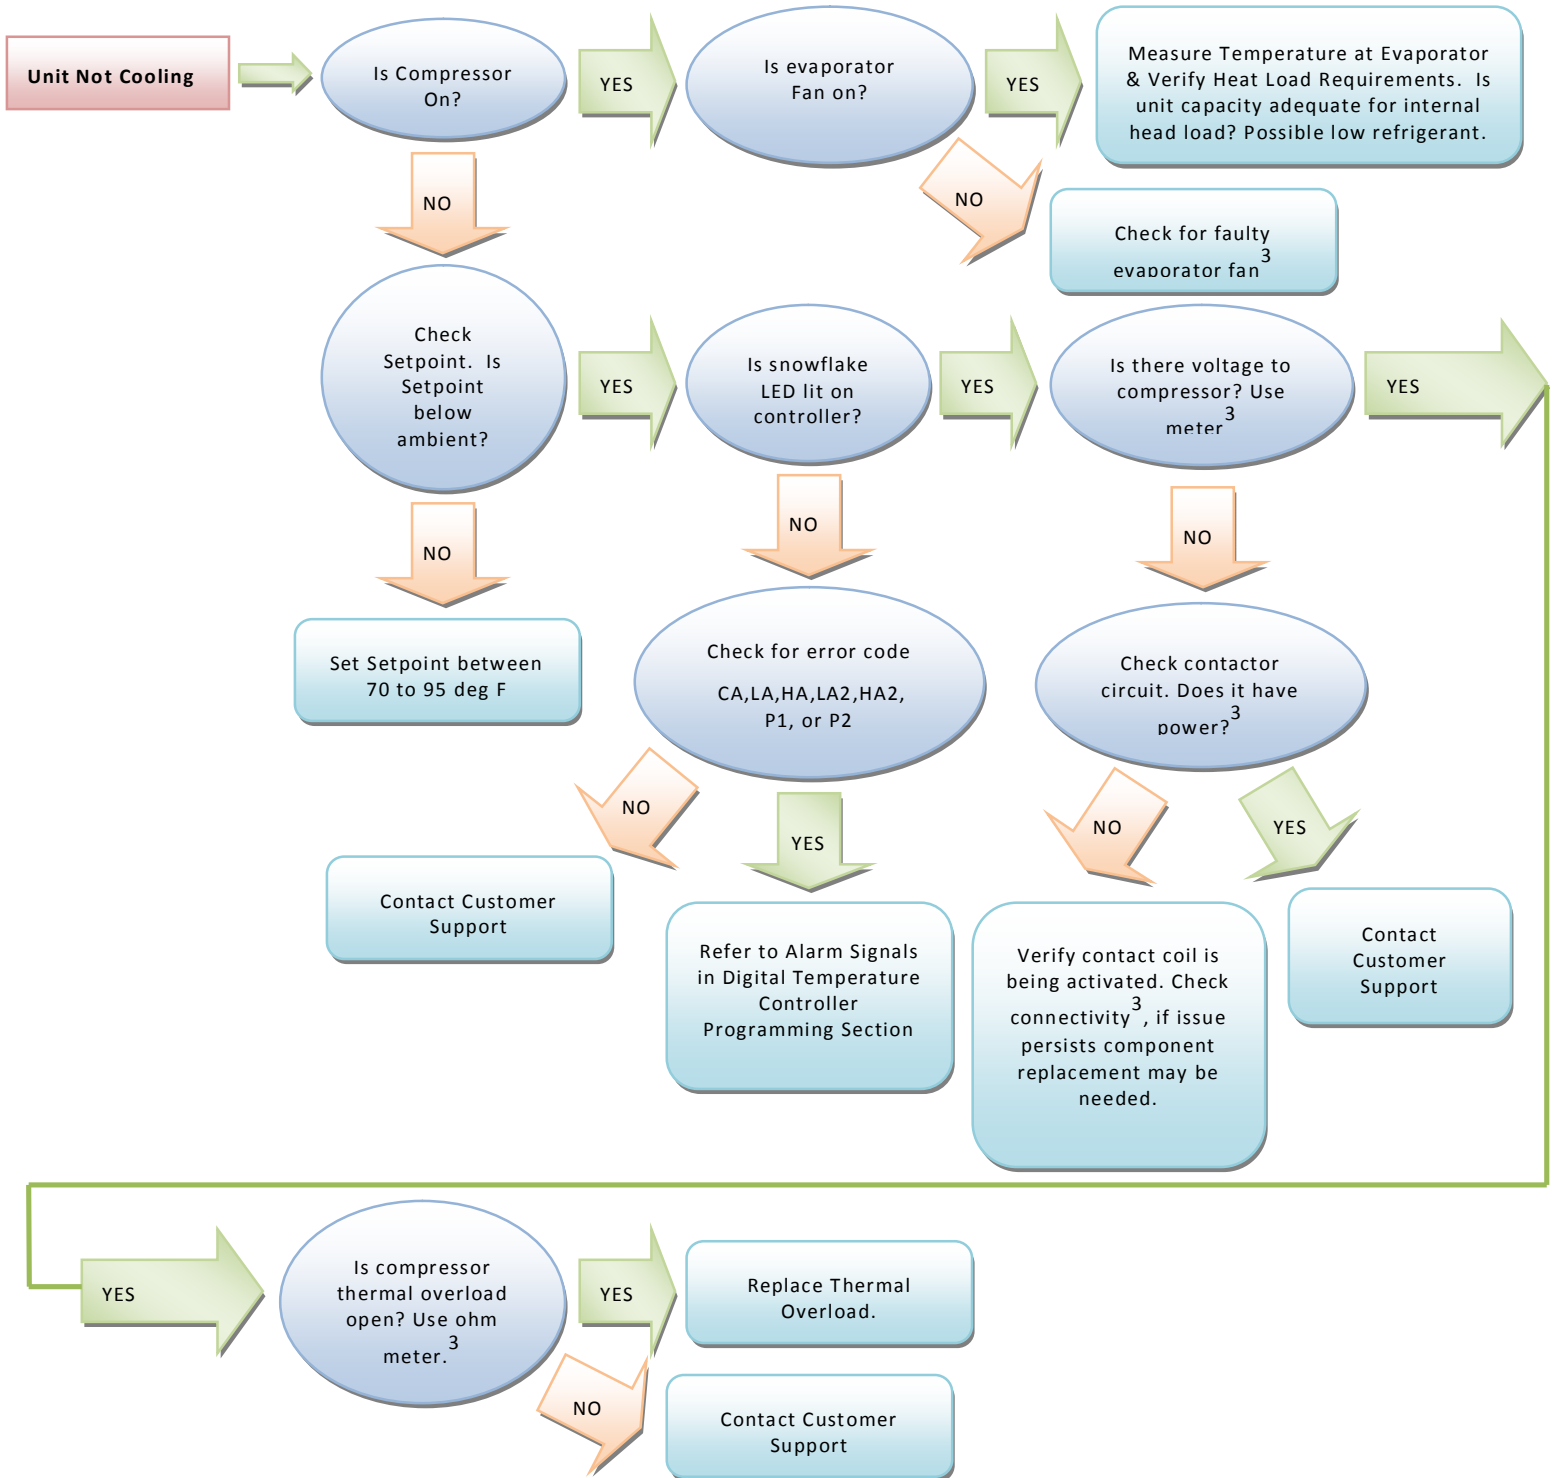 Unit Not Cooling
Is Compressor
On?
YES
Is evaporator
Fan on?
YES
Measure Temperature at Evaporator
& Verify Heat Load Requirements.  Is
unit capacity adequate for internal
head load? Possible low refrigerant.
NO
NO
Check for faulty
evaporator fan3
Check
Setpoint.  Is
Setpoint
below
ambient?
YES
Is snowflake
LED lit on
controller?
YES
Is there voltage to
compressor? Use
meter3
YES
NO
NO
NO
Set Setpoint between
70 to 95 deg F
Check for error code
CA,LA,HA,LA2,HA2,
P1, or P2
Check contactor
circuit. Does it have
power?3
NO
YES
NO
YES
Contact Customer
Support
Refer to Alarm Signals
in Digital Temperature
Controller
Programming Section
Verify contact coil is
being activated. Check
connectivity3, if issue
persists component
replacement may be
needed.
Contact
Customer
Support
YES
Is compressor
thermal overload
open? Use ohm
meter.3
YES
Replace Thermal
Overload.
NO
Contact Customer
Support